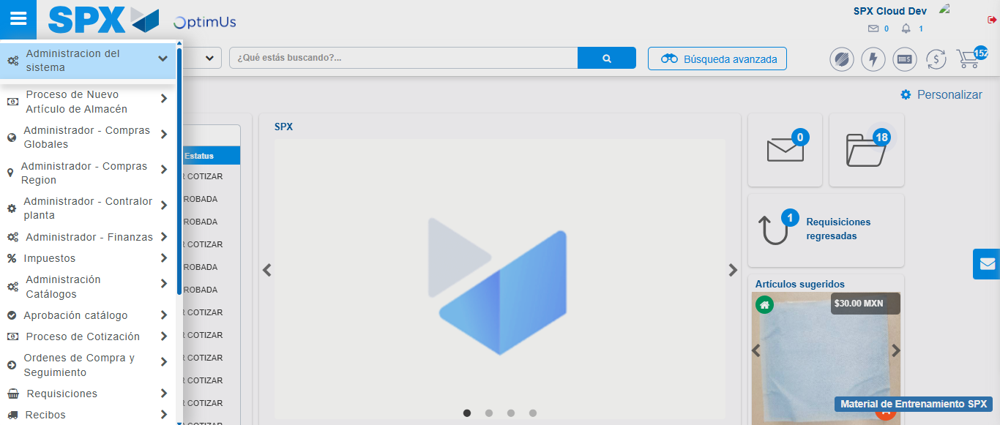 SPX
OptimUs
SPX Cloud Dev
0
1
Administracion del
sistema
¿Qué estás buscando?...
Búsqueda avanzada
152
Personalizar
Proceso de Nuevo
Artículo de Almacén
Administrador - Compras
Globales
Administrador - Compras
Region
Administrador - Contralor
planta
Administrador - Finanzas
Impuestos
Administración
Catálogos
Aprobación catálogo
Proceso de Cotización
Ordenes de Compra y
Seguimiento
Requisiciones
Recibos
Estatus
COTIZAR
ROBADA
ROBADA
COTIZAR
ROBADA
ROBADA
COTIZAR
COTIZAR
COTIZAR
COTIZAR
COTIZAR
COTIZAR
SPX
0
18
1
Requisiciones
regresadas
Artículos sugeridos
$30.00 MXN
Material de Entrenamiento SPX